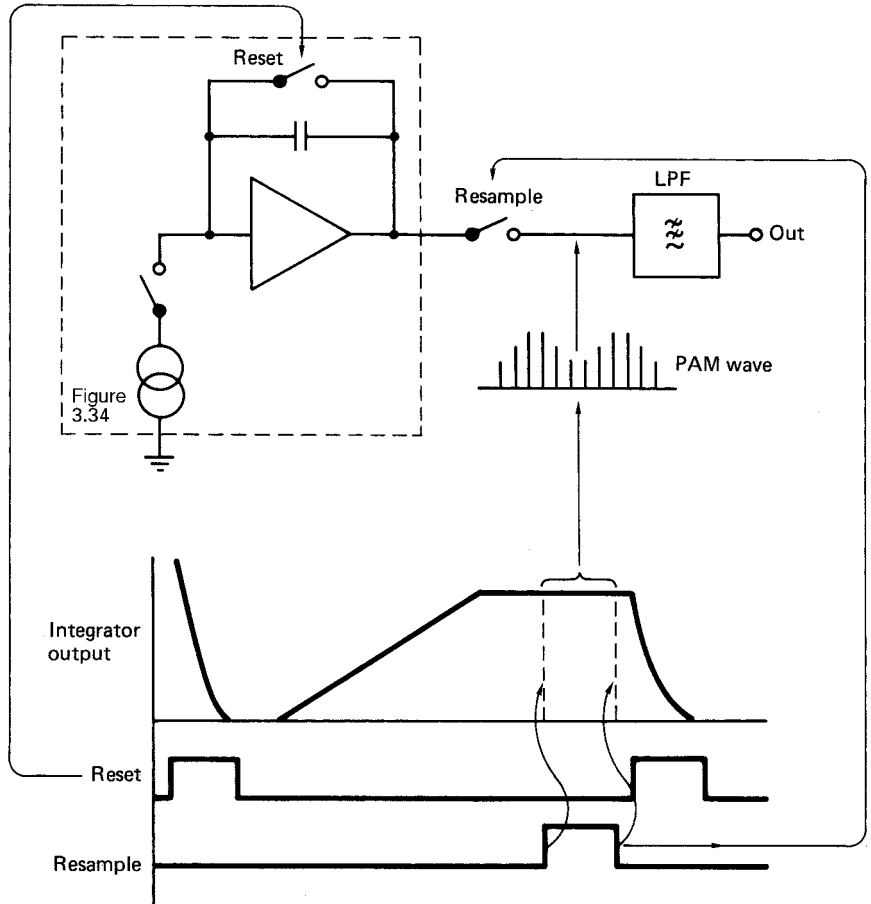 Reset
Resample
LPF
Out
PAM wave
Figure
3.34
Integrator
output
Reset
Resample